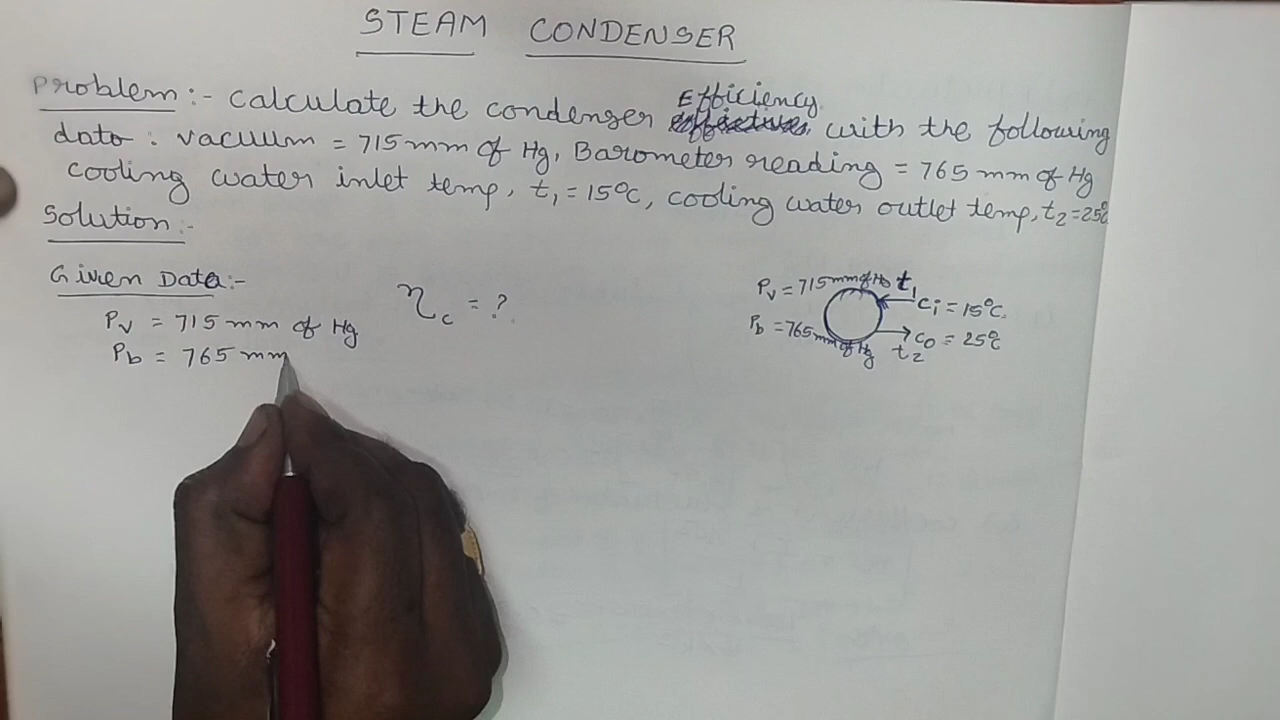 STEAM CONDENSER
Problem:- Calculate the condenser Efficiency with the following
data: vacuum = 715 mm of Hg, Barometer reading = 765 mm of Hg
cooling water inlet temp, t₁ = 15°C, cooling water outlet temp, t₂ = 25°C
Solution:-
Given Data:-
Pv = 715 mm of Hg
Pb = 765 mm
ηc = ?
Pv = 715 mm of Hg t₁
Ci = 15°C.
Pb = 765 mm of Hg
Co = 25°C
t₂